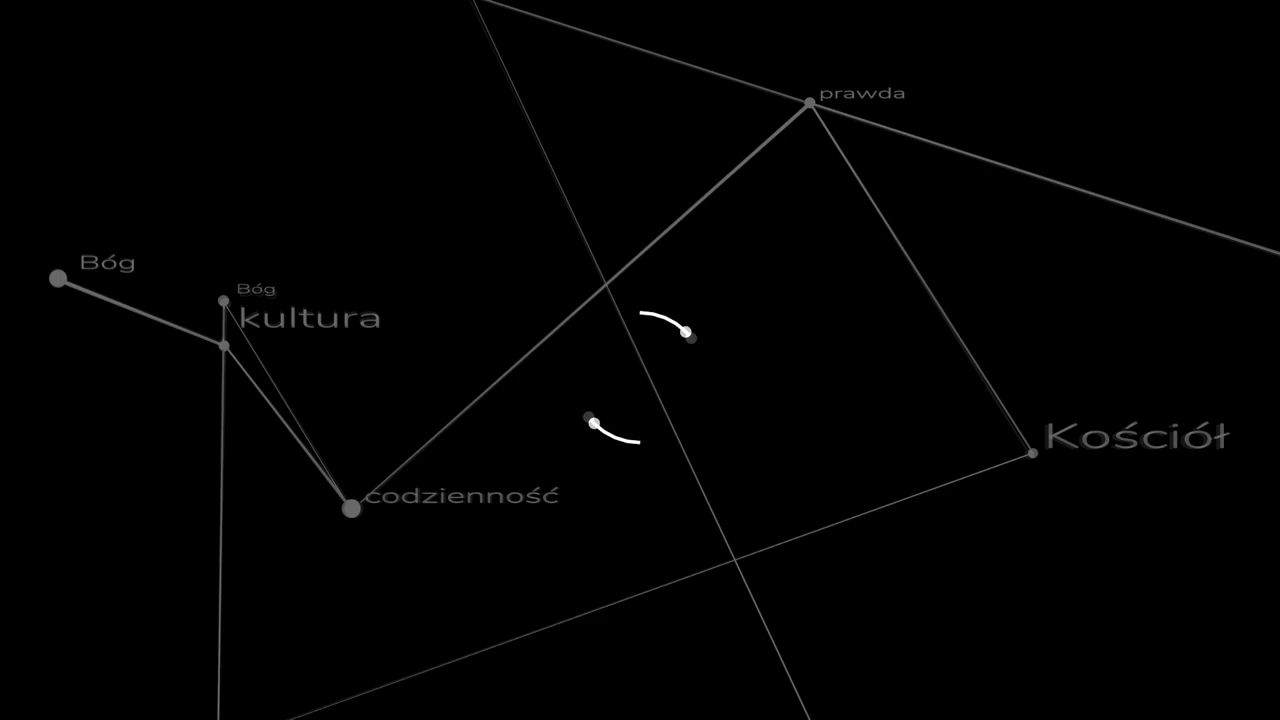 prawda
Bóg
Bóg
kultura
Kościół
codzienność